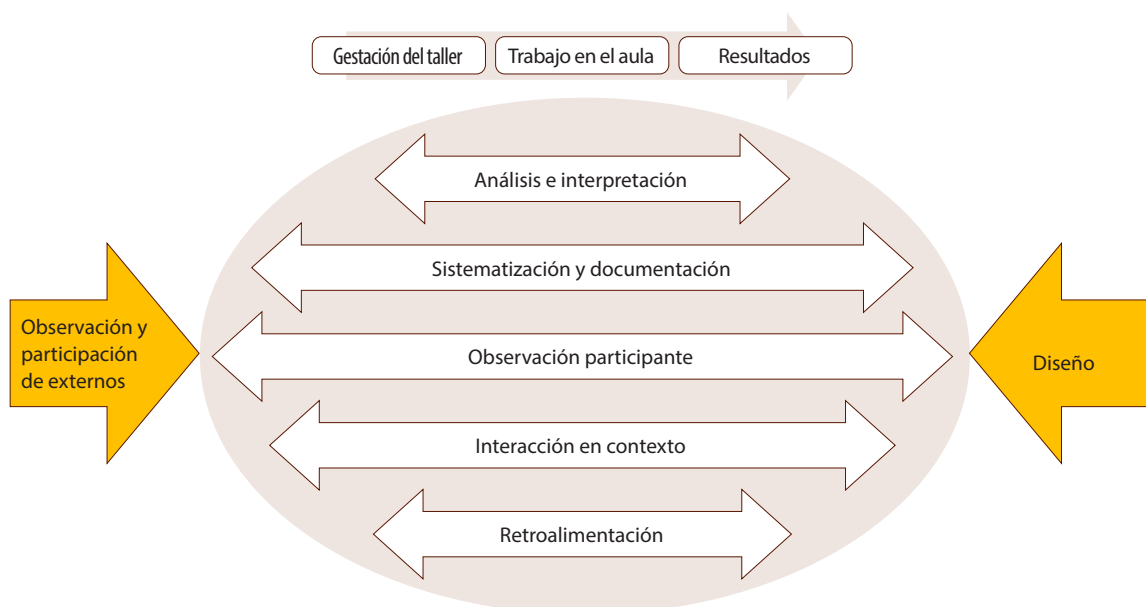 Gestación del taller
Trabajo en el aula
Resultados
Análisis e interpretación
Sistematización y documentación
Observación y
participación
de externos
Observación participante
Diseño
Interacción en contexto
Retroalimentación